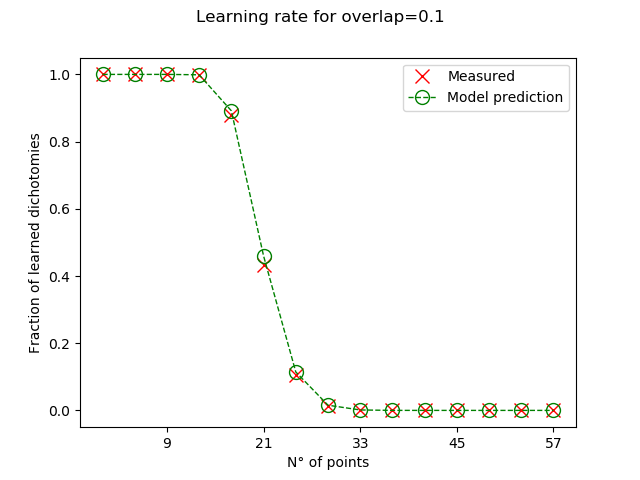 Learning rate for overlap=0.1
Measured
Model prediction
1.0
0.8
0.6
0.4
0.2
0.0
Fraction of learned dichotomies
9 21 33 45 57
N° of points